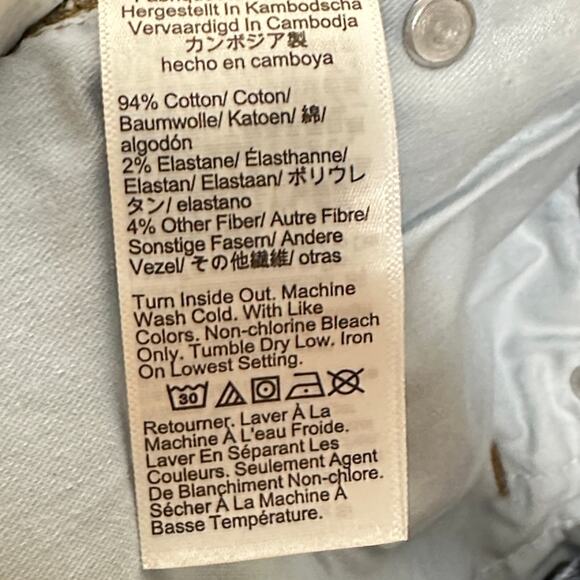 Hergestellt In Kambodscha
Vervaardigd In Cambodja
カンボジア製
hecho en camboya
94% Cotton/ Coton/
Baumwolle/ Katoen/ 綿/
algodón
2% Elastane/ Élasthanne/
Elastan/ Elastaan/ ポリウレ
タン/ elastano
4% Other Fiber/ Autre Fibre/
Sonstige Fasern/ Andere
Vezel/ その他繊維/ otras
Turn Inside Out. Machine
Wash Cold. With Like
Colors. Non-chlorine Bleach
Only. Tumble Dry Low. Iron
On Lowest Setting.
30
Retourner. Laver À La
Machine À L'eau Froide.
Laver En Séparant Les
Couleurs. Seulement Agent
De Blanchiment Non-chlore.
Sécher À La Machine À
Basse Température.